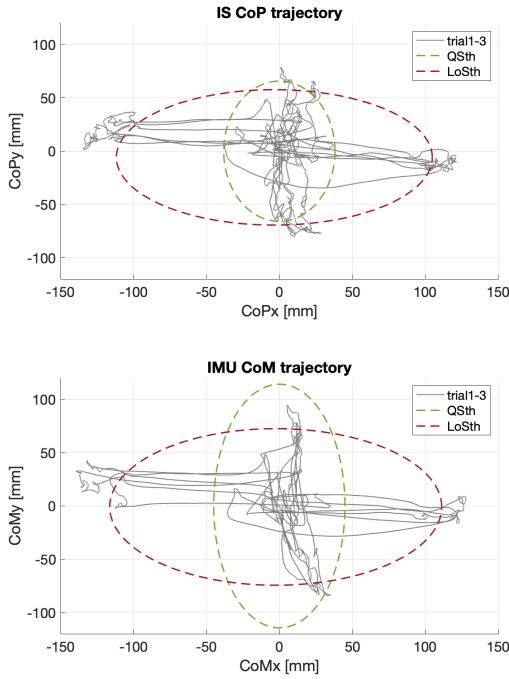 IS CoP trajectory
100
50
0
-50
-100
CoPy [mm]
trial1-3
QSth
LoSth
-150 -100 -50 0 50 100 150
CoPx [mm]
IMU CoM trajectory
100
50
0
-50
-100
CoMy [mm]
trial1-3
QSth
LoSth
-150 -100 -50 0 50 100 150
CoMx [mm]